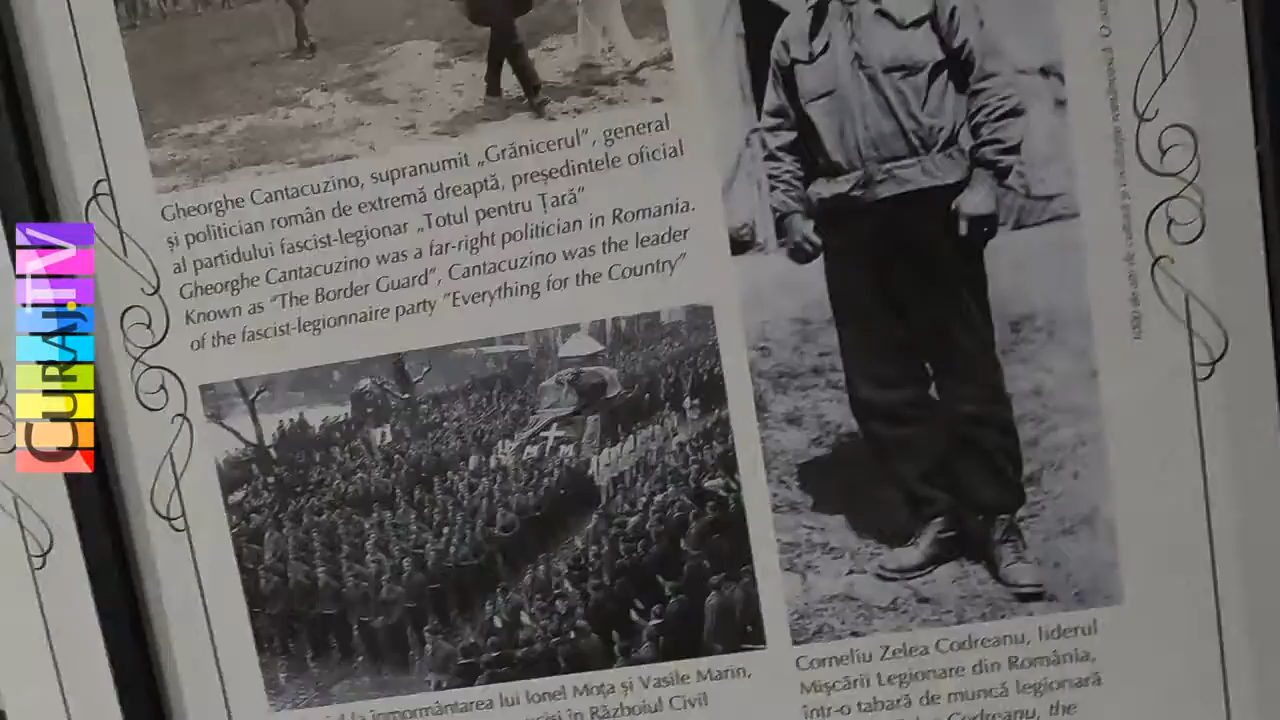 Gheorghe Cantacuzino, supranumit „Grănicerul”, general
și politician român de extremă dreaptă, președintele oficial
al partidului fascist-legionar „Totul pentru Țară”
Gheorghe Cantacuzino was a far-right politician in Romania.
Known as “The Border Guard”, Cantacuzino was the leader
of the fascist-legionnaire party “Everything for the Country”
la înmormântarea lui Ionel Moța și Vasile Marin,
în Războiul Civil
Corneliu Zelea Codreanu, liderul
Mișcării Legionare din România,
într-o tabară de muncă legionară
Codreanu, the
CURAJ.TV